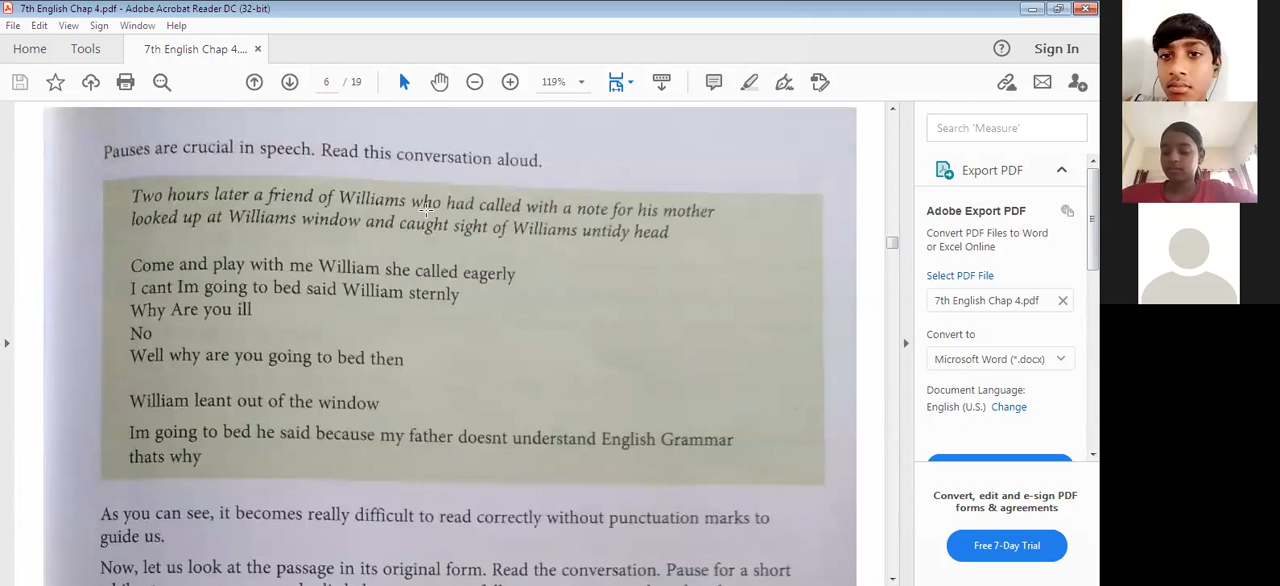 7th English Chap 4.pdf - Adobe Acrobat Reader DC (32-bit)
File Edit View Sign Window Help
Home Tools 7th English Chap 4.... ×
Sign In
6 / 19
119%
Pauses are crucial in speech. Read this conversation aloud.
Two hours later a friend of Williams who had called with a note for his mother
looked up at Williams window and caught sight of Williams untidy head
Come and play with me William she called eagerly
I cant Im going to bed said William sternly
Why Are you ill
No
Well why are you going to bed then
William leant out of the window
Im going to bed he said because my father doesnt understand English Grammar
thats why
As you can see, it becomes really difficult to read correctly without punctuation marks to
guide us.
Now, let us look at the passage in its original form. Read the conversation. Pause for a short
Search 'Measure'
Export PDF
Adobe Export PDF
Convert PDF Files to Word
or Excel Online
Select PDF File
7th English Chap 4.pdf
Convert to
Microsoft Word (*.docx)
Document Language:
English (U.S.) Change
Convert, edit and e-sign PDF
forms & agreements
Free 7-Day Trial